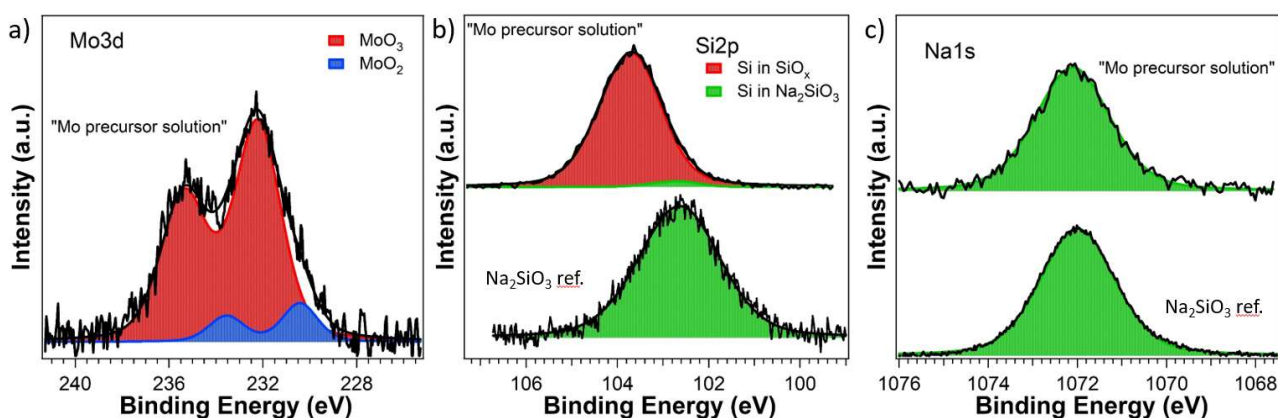 a)
Mo3d
MoO₃
MoO₂
"Mo precursor solution"
Intensity (a.u.)
240
236
232
228
Binding Energy (eV)
b)
"Mo precursor solution"
Si2p
Si in SiOₓ
Si in Na₂SiO₃
Na₂SiO₃ ref.
Intensity (a.u.)
106
104
102
100
Binding Energy (eV)
c)
Na1s
"Mo precursor solution"
Na₂SiO₃ ref.
Intensity (a.u.)
1076
1074
1072
1070
1068
Binding Energy (eV)